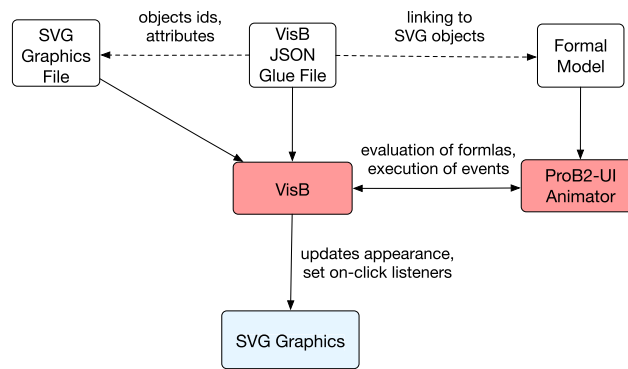 objects ids,
attributes
linking to
SVG objects
SVG
Graphics
File
VisB
JSON
Glue File
Formal
Model
evaluation of formlas,
execution of events
VisB
ProB2-UI
Animator
updates appearance,
set on-click listeners
SVG Graphics